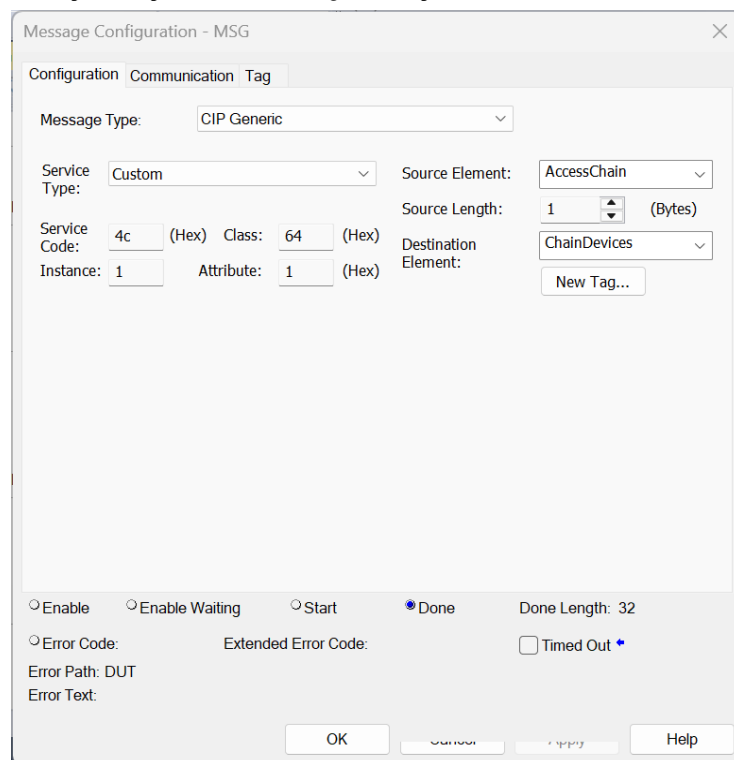 Message Configuration - MSG
Configuration Communication Tag
Message Type: CIP Generic
Service Type: Custom
Source Element: AccessChain
Source Length: 1 (Bytes)
Service Code: 4c (Hex) Class: 64 (Hex)
Destination Element: ChainDevices
Instance: 1 Attribute: 1 (Hex)
New Tag...
Enable Enable Waiting Start Done Done Length: 32
Error Code: Extended Error Code: Timed Out
Error Path: DUT
Error Text:
OK Help